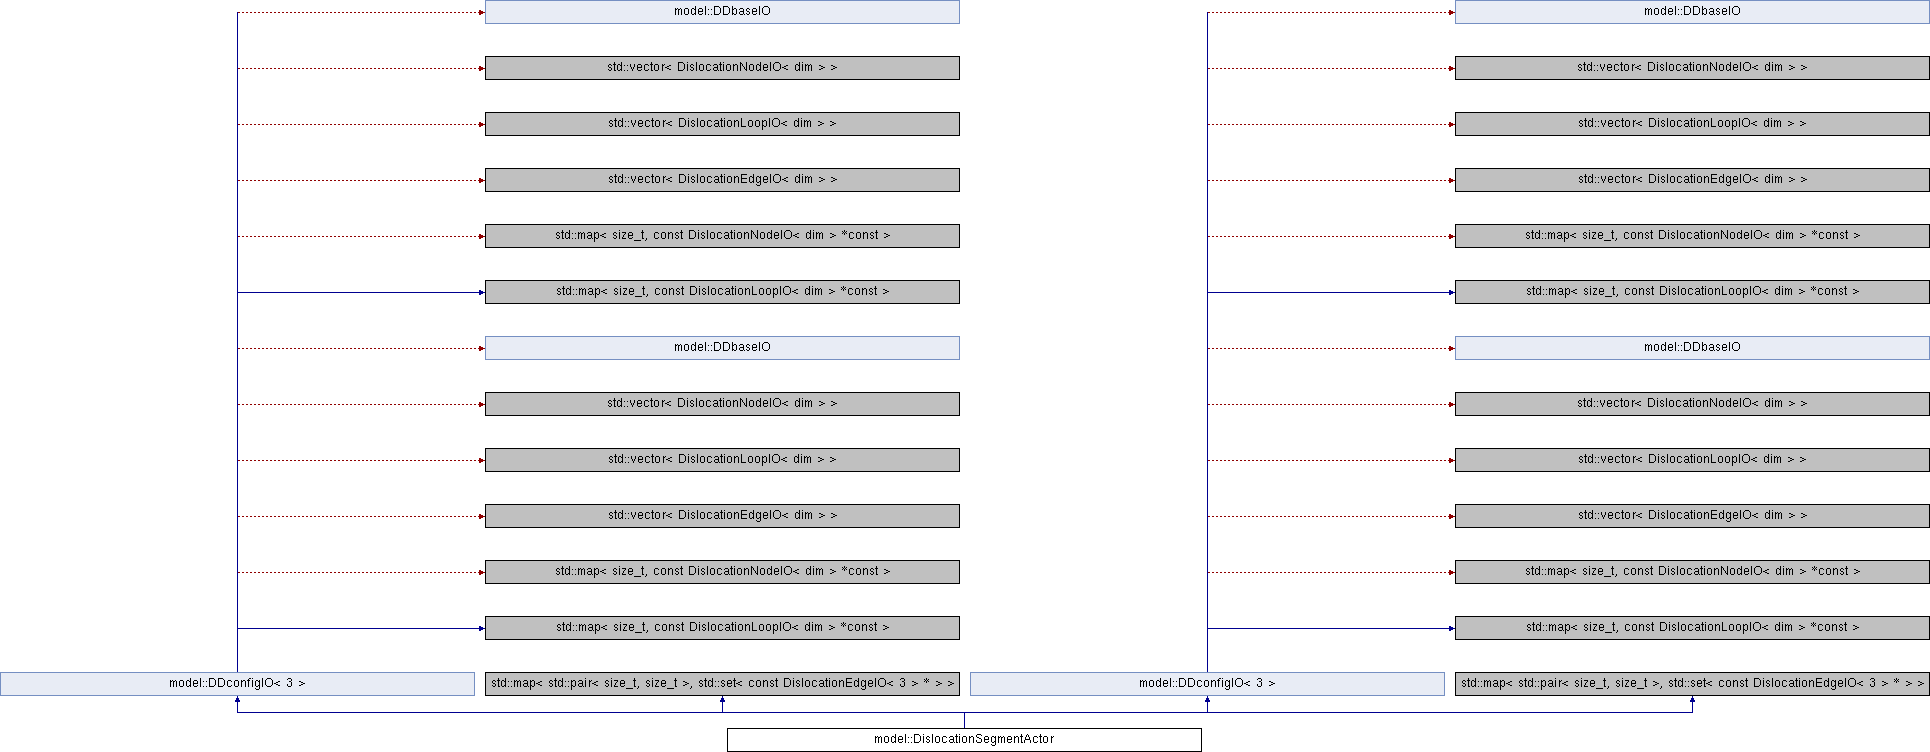 model::DDbaseIO
model::DDbaseIO
std::vector< DislocationNodeIO< dim > >
std::vector< DislocationNodeIO< dim > >
std::vector< DislocationLoopIO< dim > >
std::vector< DislocationLoopIO< dim > >
std::vector< DislocationEdgeIO< dim > >
std::vector< DislocationEdgeIO< dim > >
std::map< size_t, const DislocationNodeIO< dim > *const >
std::map< size_t, const DislocationNodeIO< dim > *const >
std::map< size_t, const DislocationLoopIO< dim > *const >
std::map< size_t, const DislocationLoopIO< dim > *const >
model::DDbaseIO
model::DDbaseIO
std::vector< DislocationNodeIO< dim > >
std::vector< DislocationNodeIO< dim > >
std::vector< DislocationLoopIO< dim > >
std::vector< DislocationLoopIO< dim > >
std::vector< DislocationEdgeIO< dim > >
std::vector< DislocationEdgeIO< dim > >
std::map< size_t, const DislocationNodeIO< dim > *const >
std::map< size_t, const DislocationNodeIO< dim > *const >
std::map< size_t, const DislocationLoopIO< dim > *const >
std::map< size_t, const DislocationLoopIO< dim > *const >
model::DDconfigIO< 3 >
std::map< std::pair< size_t, size_t >, std::set< const DislocationEdgeIO< 3 > * > >
model::DDconfigIO< 3 >
std::map< std::pair< size_t, size_t >, std::set< const DislocationEdgeIO< 3 > * > >
model::DislocationSegmentActor